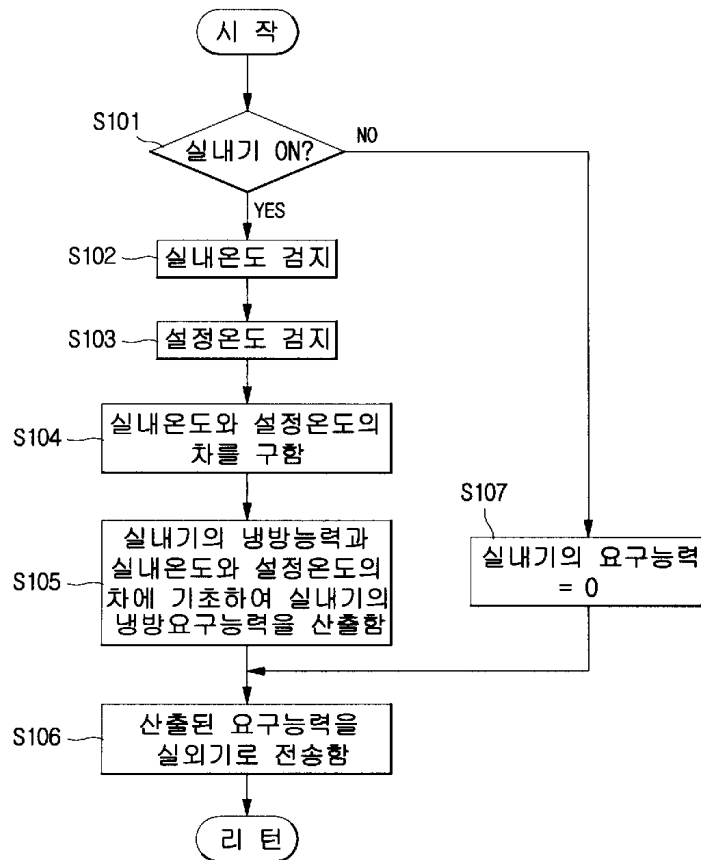 시 작
S101
실내기 ON?
NO
YES
S102
실내온도 검지
S103
설정온도 검지
S104
실내온도와 설정온도의
차를 구함
S105
실내기의 냉방능력과
실내온도와 설정온도의
차에 기초하여 실내기의
냉방요구능력을 산출함
S107
실내기의 요구능력
= 0
S106
산출된 요구능력을
실외기로 전송함
리 턴